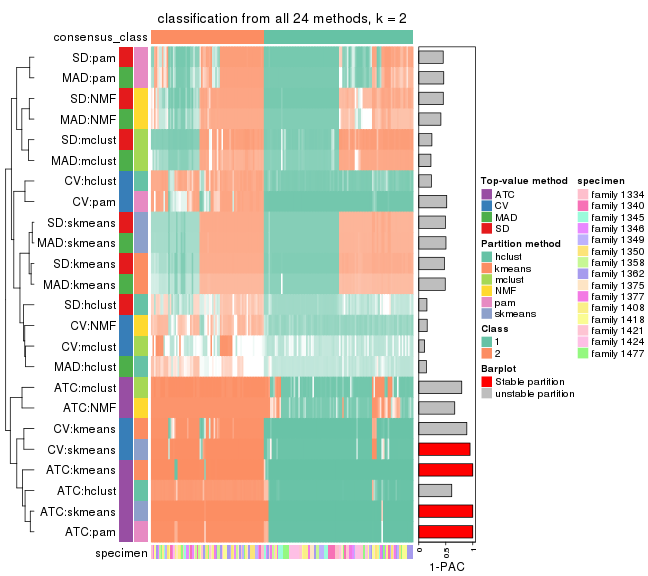 classification from all 24 methods, k = 2
consensus_class
SD:pam
MAD:pam
SD:NMF
MAD:NMF
SD:mclust
MAD:mclust
CV:hclust
CV:pam
SD:skmeans
MAD:skmeans
SD:kmeans
MAD:kmeans
SD:hclust
CV:NMF
CV:mclust
MAD:hclust
ATC:mclust
ATC:NMF
CV:kmeans
CV:skmeans
ATC:kmeans
ATC:hclust
ATC:skmeans
ATC:pam
specimen
0
0.5
1
1-PAC
Top-value method
ATC
CV
MAD
SD
Partition method
hclust
kmeans
mclust
NMF
pam
skmeans
Class
1
2
Barplot
Stable partition
unstable partition
specimen
family 1334
family 1340
family 1345
family 1346
family 1349
family 1350
family 1358
family 1362
family 1375
family 1377
family 1408
family 1418
family 1421
family 1424
family 1477